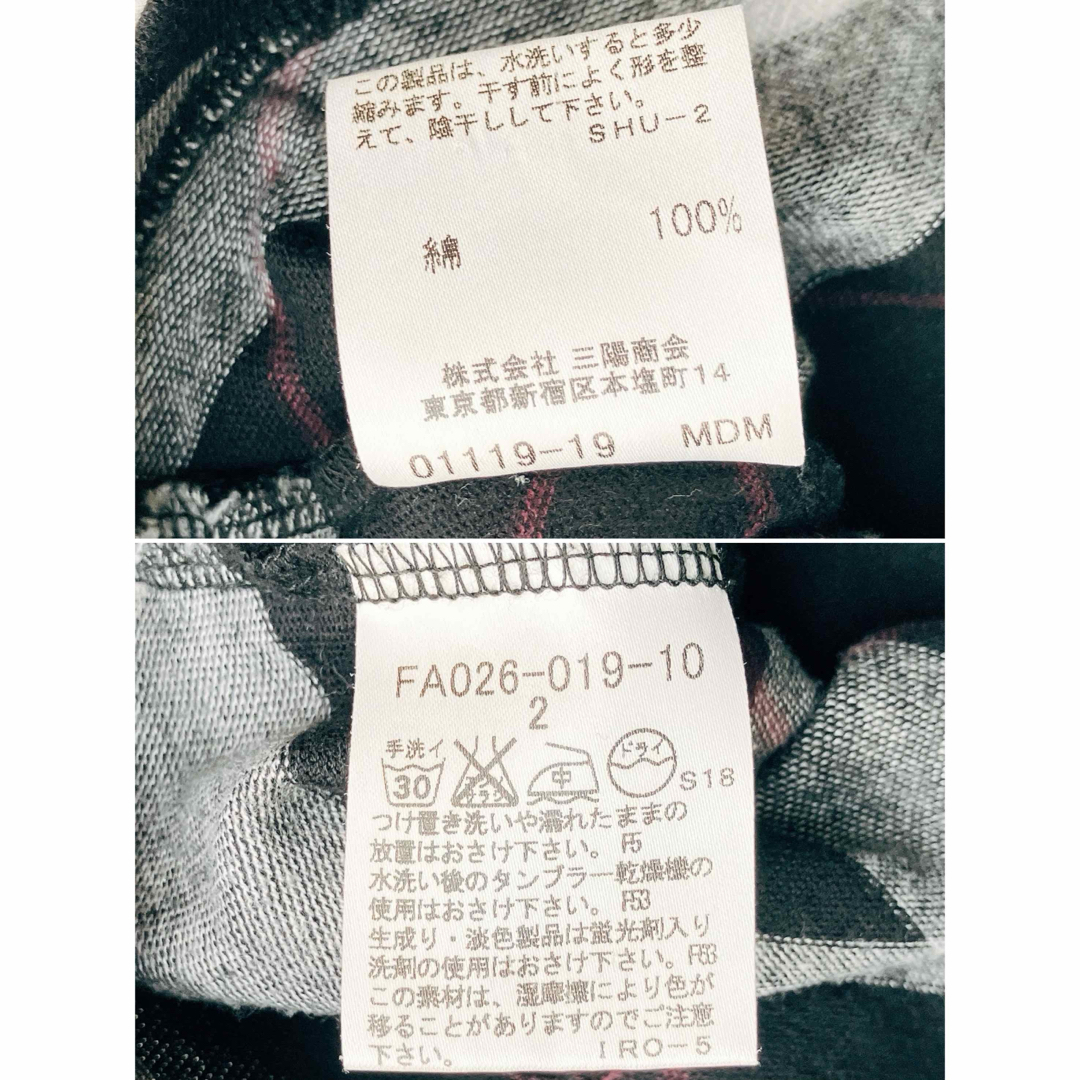 この製品は、水洗いすると多少
縮みます。干す前によく形を整
えて、陰干しして下さい。
SHU-2
綿 100%
株式会社 三陽商会
東京都新宿区本塩町14
01119-19 MDM
FA026-019-10
2
手洗イ
30
中
ドライ
S18
つけ置き洗いや濡れたままの
放置はおさけ下さい。 F5
水洗い後のタンブラー乾燥機の
使用はおさけ下さい。 F53
生成り・淡色製品は蛍光剤入り
洗剤の使用はおさけ下さい。F63
この素材は、湿摩擦により色が
移ることがありますのでご注意
下さい。 IRO-5